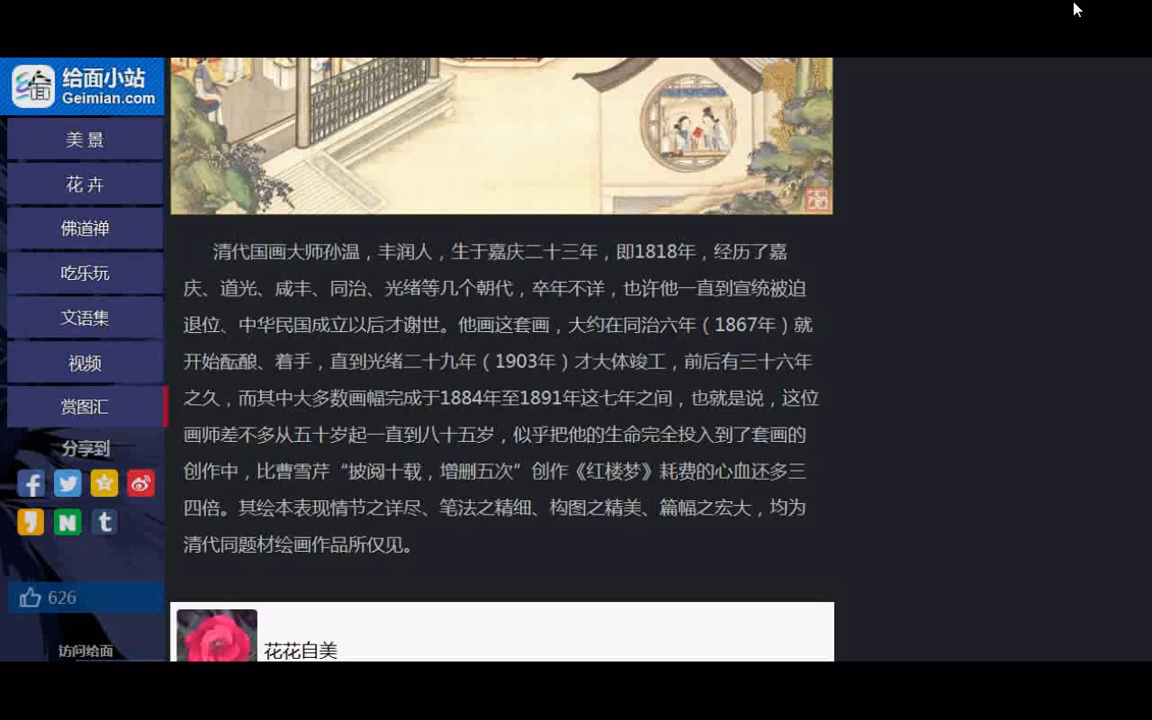 给面小站
Geimian.com
美 景
花 卉
佛道禅
吃乐玩
文语集
视频
赏图汇
分享到
626
访问给面
清代国画大师孙温，丰润人，生于嘉庆二十三年，即1818年，经历了嘉
庆、道光、咸丰、同治、光绪等几个朝代，卒年不详，也许他一直到宣统被迫
退位、中华民国成立以后才谢世。他画这套画，大约在同治六年（1867年）就
开始酝酿、着手，直到光绪二十九年（1903年）才大体竣工，前后有三十六年
之久，而其中大多数画幅完成于1884年至1891年这七年之间，也就是说，这位
画师差不多从五十岁起一直到八十五岁，似乎把他的生命完全投入到了套画的
创作中，比曹雪芹“披阅十载，增删五次”创作《红楼梦》耗费的心血还多三
四倍。其绘本表现情节之详尽、笔法之精细、构图之精美、篇幅之宏大，均为
清代同题材绘画作品所仅见。
花花自美